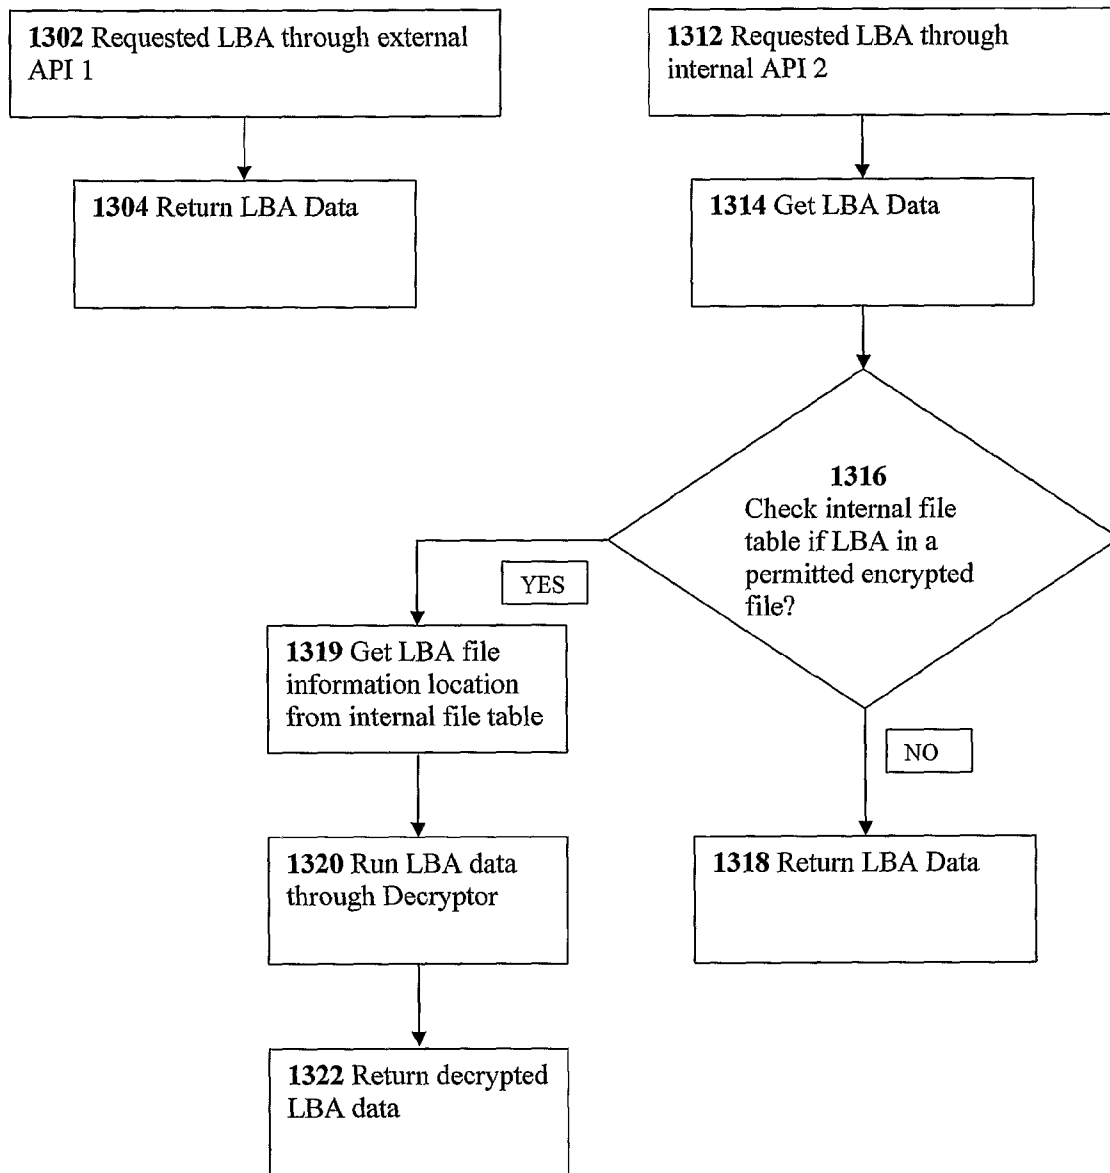 1302 Requested LBA through external
API 1
1312 Requested LBA through
internal API 2
1304 Return LBA Data
1314 Get LBA Data
1316
Check internal file
table if LBA in a
permitted encrypted
file?
YES
1319 Get LBA file
information location
from internal file table
NO
1320 Run LBA data
through Decryptor
1318 Return LBA Data
1322 Return decrypted
LBA data